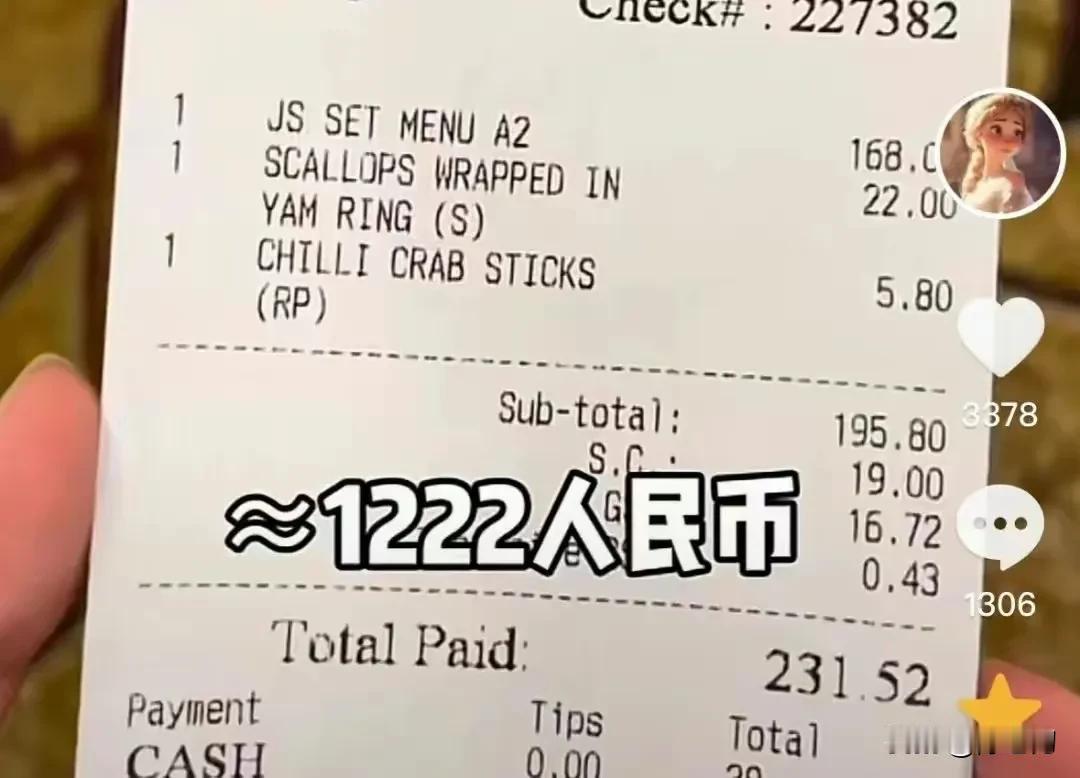 Check# : 227382
1 JS SET MENU A2 168.0
1 SCALLOPS WRAPPED IN 22.00
YAM RING (S)
1 CHILLI CRAB STICKS 5.80
(RP)
3378
Sub-total: 195.80
S.C.: 19.00
≈1222人民币
16.72
0.43
1306
Total Paid: 231.52
Payment Tips Total
CASH 0.00